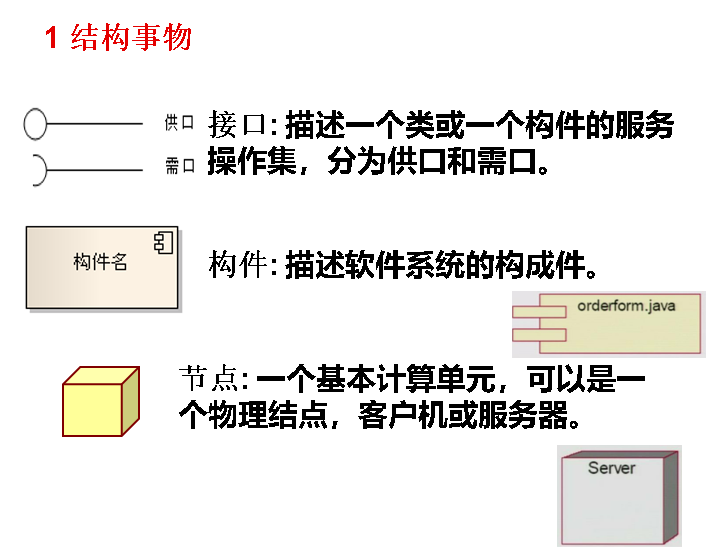 1 结构事物
供口
接口: 描述一个类或一个构件的服务
需口
操作集，分为供口和需口。
构件名
构件: 描述软件系统的构成件。
orderform.java
节点: 一个基本计算单元，可以是一
个物理结点，客户机或服务器。
Server